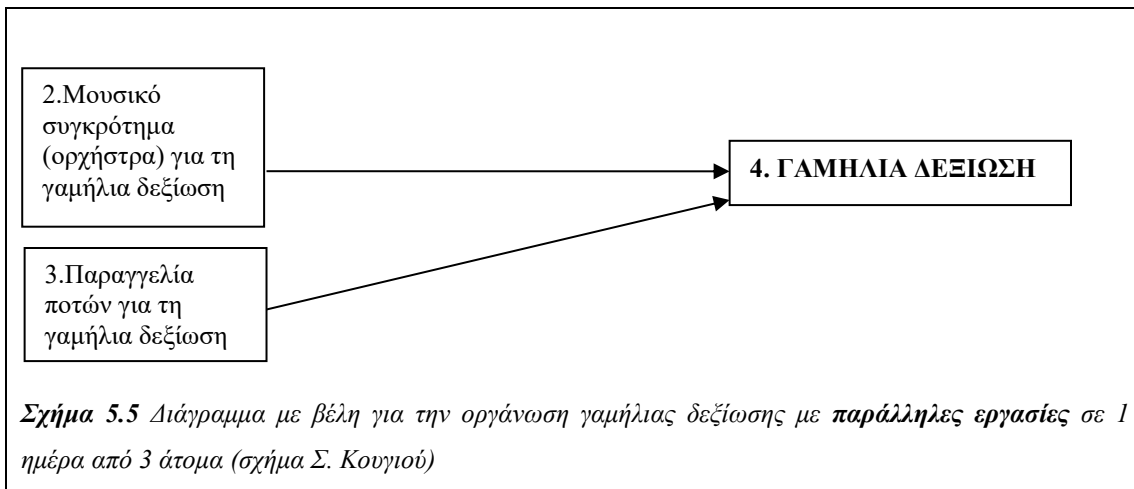 2.Μουσικό
συγκρότημα
(ορχήστρα) για τη
γαμήλια δεξίωση
4. ΓΑΜΗΛΙΑ ΔΕΞΙΩΣΗ
3.Παραγγελία
ποτών για τη
γαμήλια δεξίωση
Σχήμα 5.5 Διάγραμμα με βέλη για την οργάνωση γαμήλιας δεξίωσης με παράλληλες εργασίες σε 1
ημέρα από 3 άτομα (σχήμα Σ. Κουγιού)